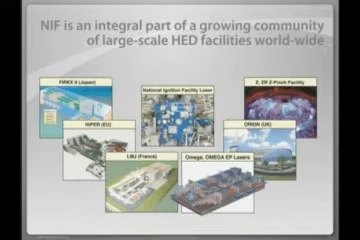 NIF is an integral part of a growing community
of large-scale HED facilities world-wide
FIREX II (Japan)
National Ignition Facility Laser
Z, ZR Z-Pinch Facility
HiPER (EU)
ORION (UK)
LMJ (France)
Omega, OMEGA EP Lasers